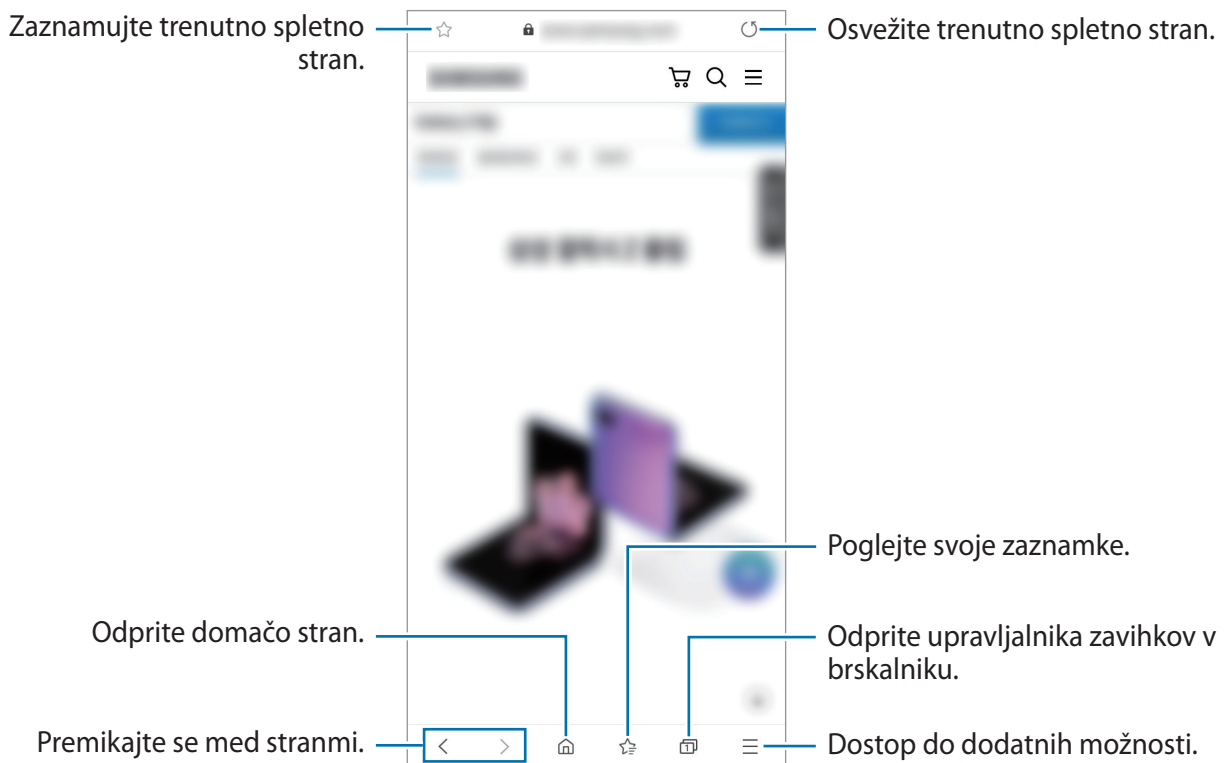 Zaznamujte trenutno spletno
stran.
Osvežite trenutno spletno stran.
Poglejte svoje zaznamke.
Odprite domačo stran.
Odprite upravljalnika zavihkov v
brskalniku.
Premikajte se med stranmi.
1
Dostop do dodatnih možnosti.